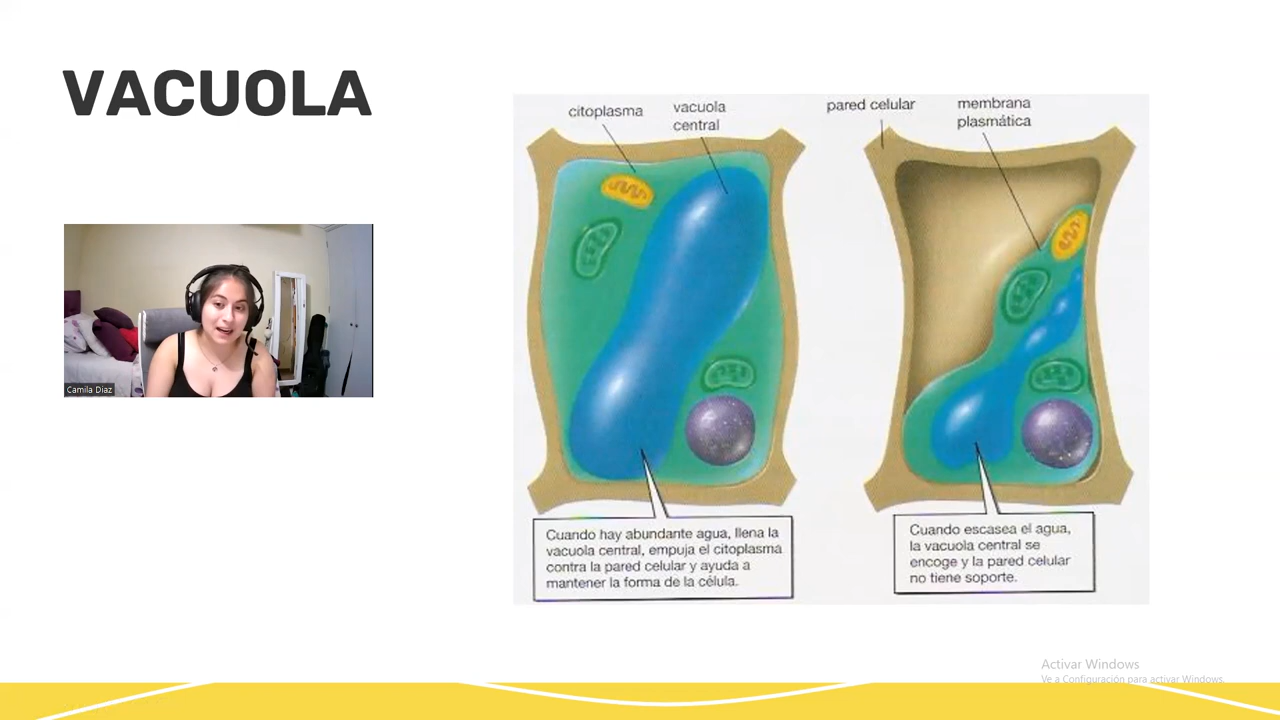 VACUOLA
Camila Diaz
citoplasma
vacuola
central
pared celular
membrana
plasmática
Cuando hay abundante agua, llena la
vacuola central, empuja el citoplasma
contra la pared celular y ayuda a
mantener la forma de la célula.
Cuando escasea el agua,
la vacuola central se
encoge y la pared celular
no tiene soporte.
Activar Windows
Ve a Configuración para activar Windows.